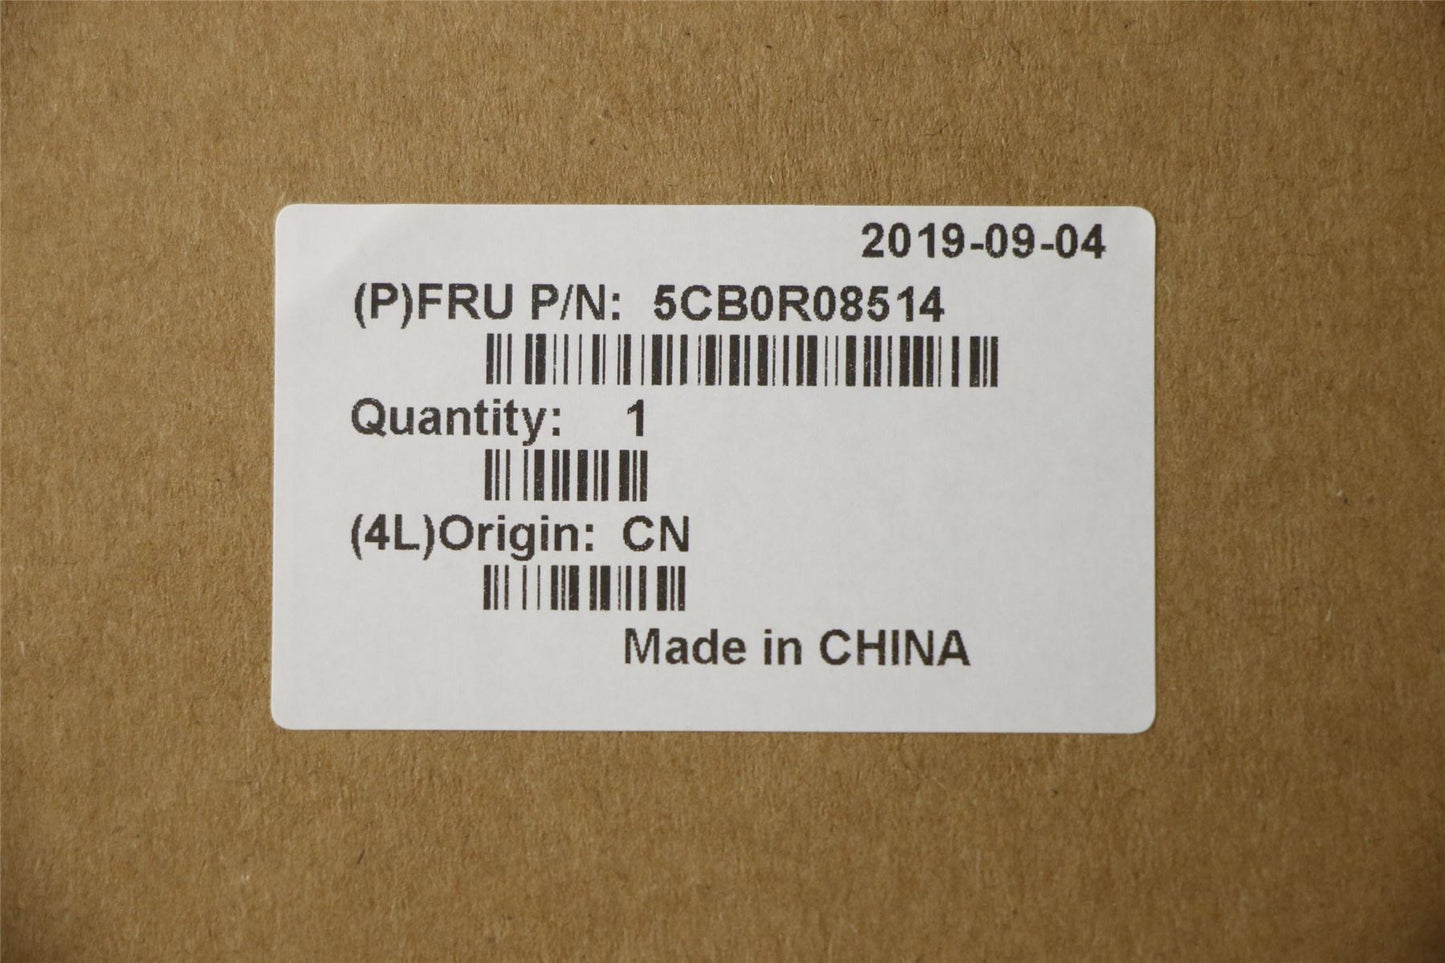 2019-09-04
(P)FRU P/N: 5CB0R08514
Quantity: 1
(4L)Origin: CN
Made in CHINA